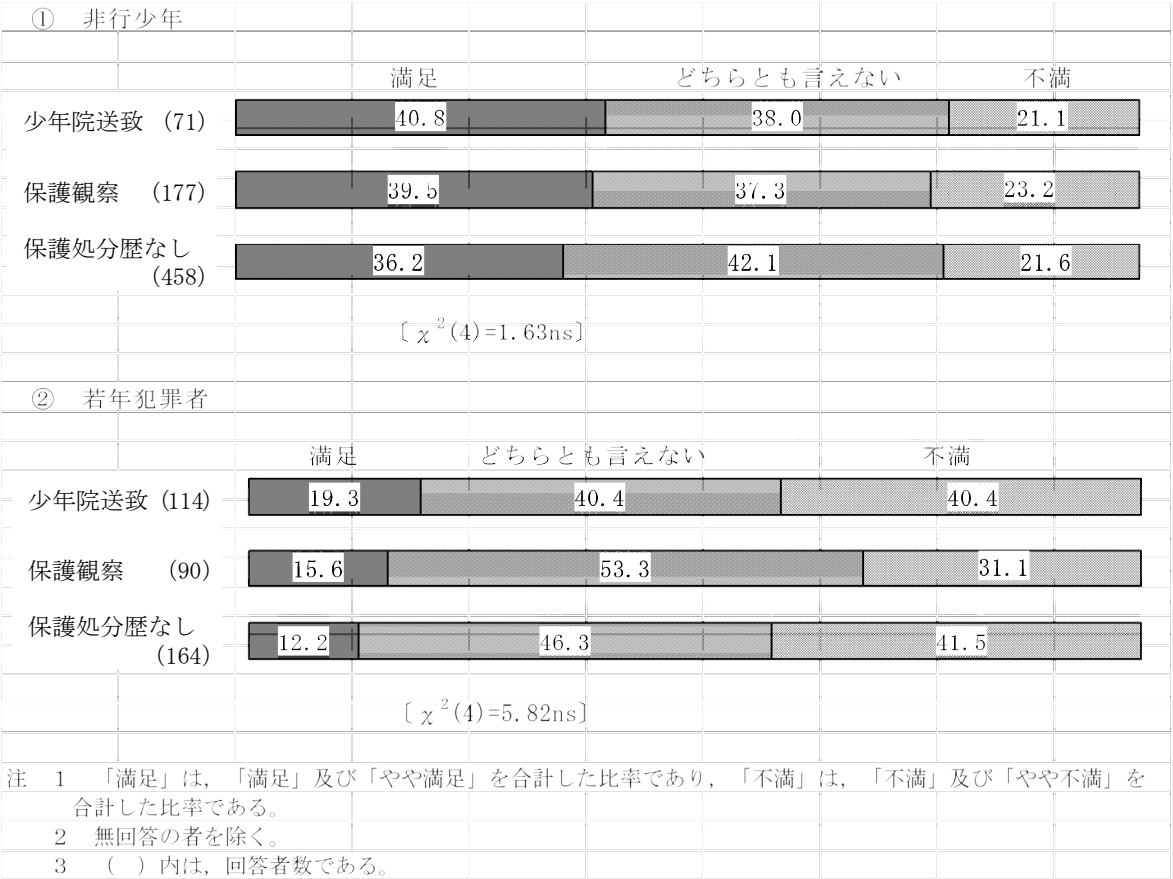 ① 非行少年
満足 どちらとも言えない 不満
少年院送致 (71) 40.8 38.0 21.1
保護観察 (177) 39.5 37.3 23.2
保護処分歴なし
(458) 36.2 42.1 21.6
〔χ²(4)=1.63ns〕
② 若年犯罪者
満足 どちらとも言えない 不満
少年院送致 (114) 19.3 40.4 40.4
保護観察 (90) 15.6 53.3 31.1
保護処分歴なし
(164) 12.2 46.3 41.5
〔χ²(4)=5.82ns〕
注 1 「満足」は，「満足」及び「やや満足」を合計した比率であり，「不満」は，「不満」及び「やや不満」を
合計した比率である。
2 無回答の者を除く。
3 （ ）内は，回答者数である。